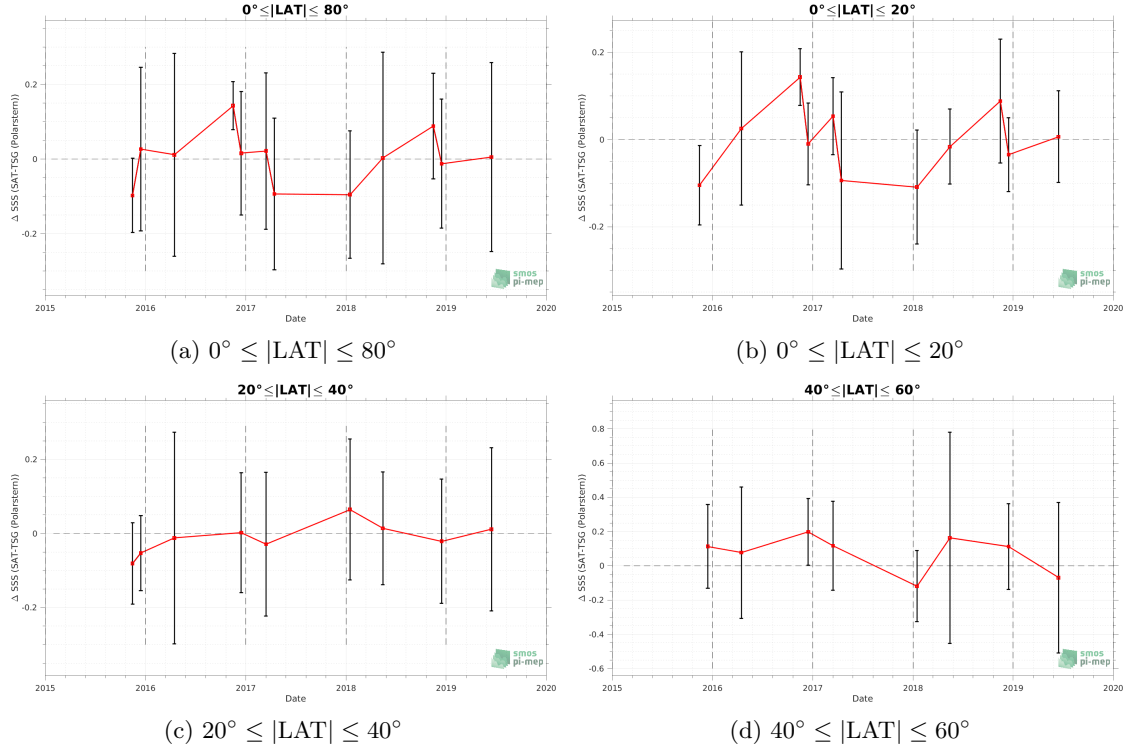 0°≤|LAT|≤ 80°
Δ SSS (SAT-TSG (Polarstern))
0.2
0
-0.2
2015 2016 2017 2018 2019 2020
Date
smos
pi-mep
(a) 0° ≤ |LAT| ≤ 80°
0°≤|LAT|≤ 20°
Δ SSS (SAT-TSG (Polarstern))
0.2
0
-0.2
2015 2016 2017 2018 2019 2020
Date
smos
pi-mep
(b) 0° ≤ |LAT| ≤ 20°
20°≤|LAT|≤ 40°
Δ SSS (SAT-TSG (Polarstern))
0.2
0
-0.2
2015 2016 2017 2018 2019 2020
Date
smos
pi-mep
(c) 20° ≤ |LAT| ≤ 40°
40°≤|LAT|≤ 60°
Δ SSS (SAT-TSG (Polarstern))
0.8
0.6
0.4
0.2
0
-0.2
-0.4
-0.6
2015 2016 2017 2018 2019 2020
Date
smos
pi-mep
(d) 40° ≤ |LAT| ≤ 60°